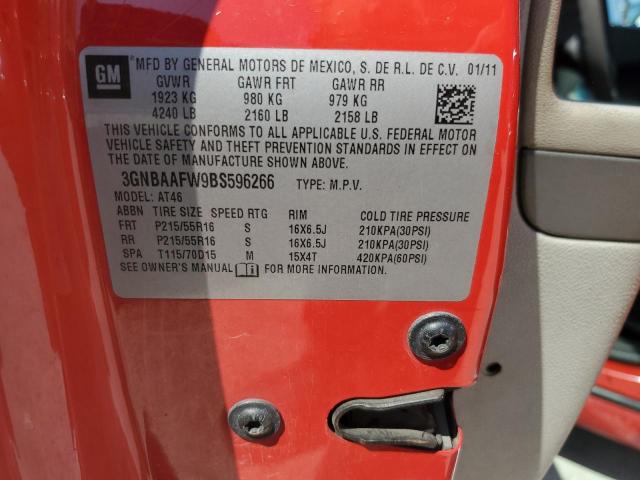 GM
MFD BY GENERAL MOTORS DE MEXICO, S. DE R.L. DE C.V. 01/11
GVWR GAWR FRT GAWR RR
1923 KG 980 KG 979 KG
4240 LB 2160 LB 2158 LB
THIS VEHICLE CONFORMS TO ALL APPLICABLE U.S. FEDERAL MOTOR
VEHICLE SAFETY AND THEFT PREVENTION STANDARDS IN EFFECT
ON THE DATE OF MANUFACTURE SHOWN ABOVE.
3GNBAAFW9BS596266 TYPE: M.P.V.
MODEL: AT46
ABBN TIRE SIZE SPEED RTG RIM COLD TIRE PRESSURE
FRT P215/55R16 S 16X6.5J 210KPA(30PSI)
RR P215/55R16 S 16X6.5J 210KPA(30PSI)
SPA T115/70D15 M 15X4T 420KPA(60PSI)
SEE OWNER'S MANUAL FOR MORE INFORMATION.